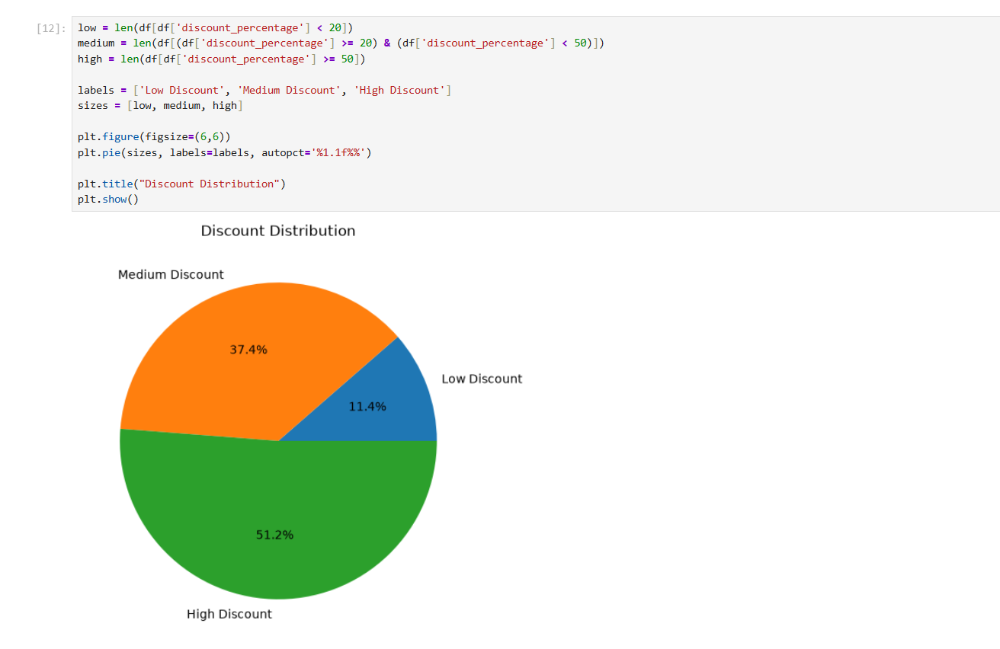 [12]:
low = len(df[df['discount_percentage'] < 20])
medium = len(df[(df['discount_percentage'] >= 20) & (df['discount_percentage'] < 50)])
high = len(df[df['discount_percentage'] >= 50])
labels = ['Low Discount', 'Medium Discount', 'High Discount']
sizes = [low, medium, high]
plt.figure(figsize=(6,6))
plt.pie(sizes, labels=labels, autopct='%1.1f%%')
plt.title("Discount Distribution")
plt.show()
Discount Distribution
Medium Discount
37.4%
Low Discount
11.4%
51.2%
High Discount